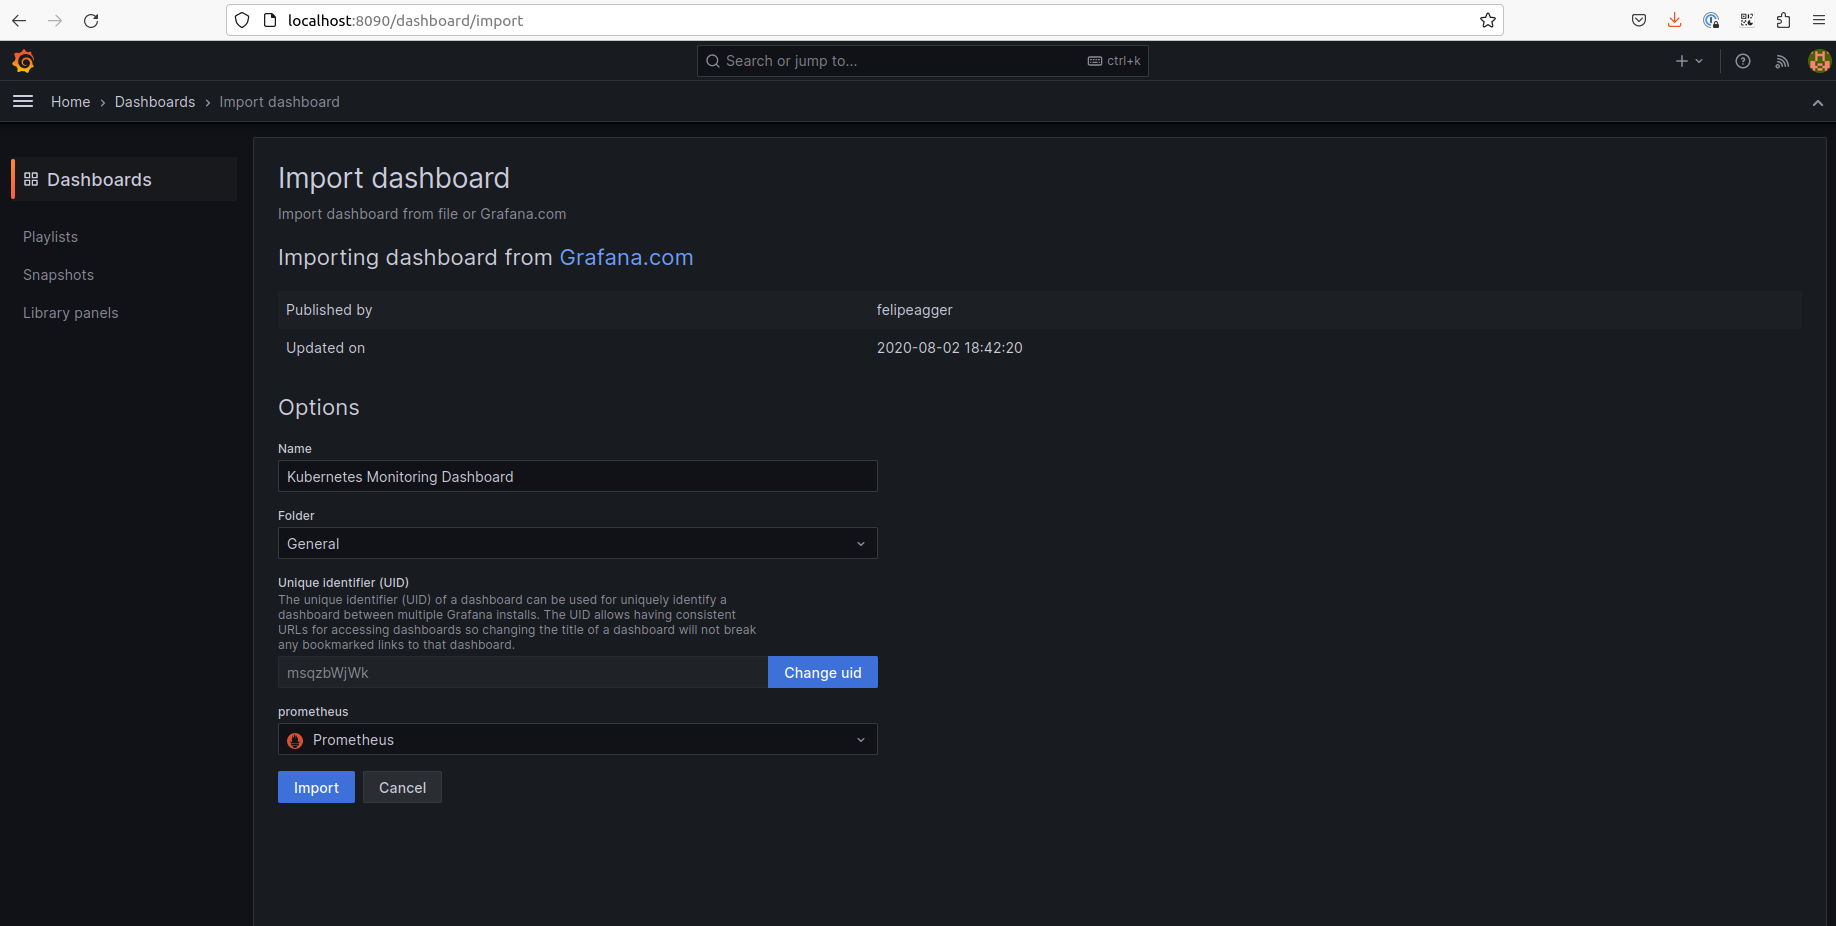 localhost:8090/dashboard/import
Search or jump to...
ctrl+k
Home › Dashboards › Import dashboard
Dashboards
Playlists
Snapshots
Library panels
Import dashboard
Import dashboard from file or Grafana.com
Importing dashboard from Grafana.com
Published by felipeagger
Updated on 2020-08-02 18:42:20
Options
Name
Kubernetes Monitoring Dashboard
Folder
General
Unique identifier (UID)
The unique identifier (UID) of a dashboard can be used for uniquely identify a
dashboard between multiple Grafana installs. The UID allows having consistent
URLs for accessing dashboards so changing the title of a dashboard will not break
any bookmarked links to that dashboard.
msqzbWjWk Change uid
prometheus
Prometheus
Import Cancel